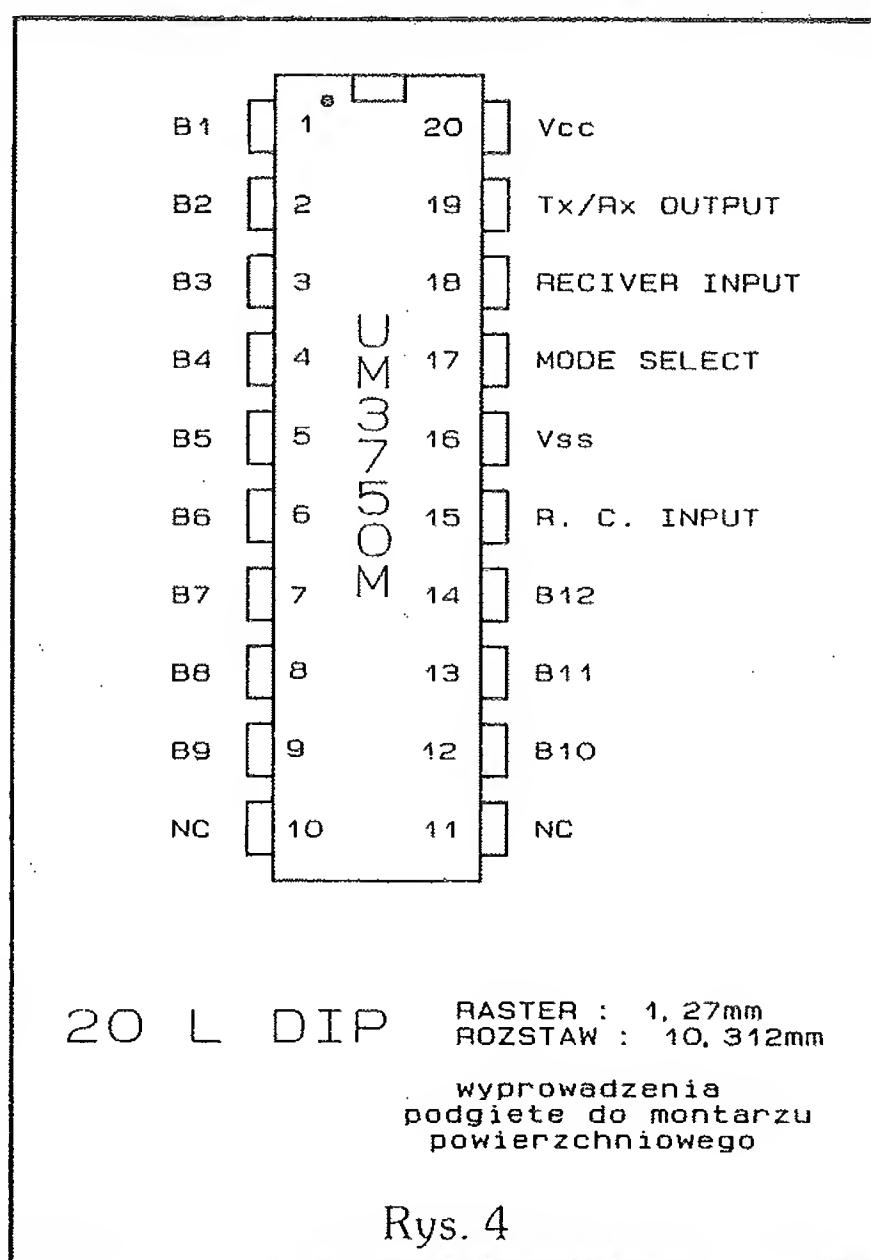 B1 1 20 Vcc
B2 2 19 Tx/Rx OUTPUT
B3 3 18 RECIVER INPUT
B4 4 17 MODE SELECT
B5 5 16 Vss
B6 6 15 R. C. INPUT
B7 7 14 B12
B8 8 13 B11
B9 9 12 B10
NC 10 11 NC
UM3750M
20 L DIP
RASTER : 1,27mm
ROZSTAW : 10,312mm
wyprowadzenia
podgiete do montarzu
powierzchniowego
Rys. 4